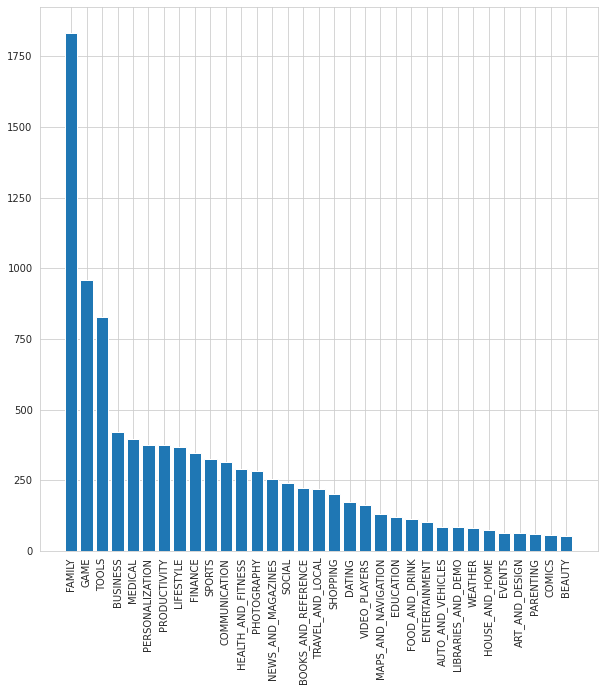 1750
1500
1250
1000
750
500
250
0
FAMILY
GAME
TOOLS
BUSINESS
MEDICAL
PERSONALIZATION
PRODUCTIVITY
LIFESTYLE
FINANCE
SPORTS
COMMUNICATION
HEALTH_AND_FITNESS
PHOTOGRAPHY
NEWS_AND_MAGAZINES
SOCIAL
BOOKS_AND_REFERENCE
TRAVEL_AND_LOCAL
SHOPPING
DATING
VIDEO_PLAYERS
MAPS_AND_NAVIGATION
EDUCATION
FOOD_AND_DRINK
ENTERTAINMENT
AUTO_AND_VEHICLES
LIBRARIES_AND_DEMO
WEATHER
HOUSE_AND_HOME
EVENTS
ART_AND_DESIGN
PARENTING
COMICS
BEAUTY